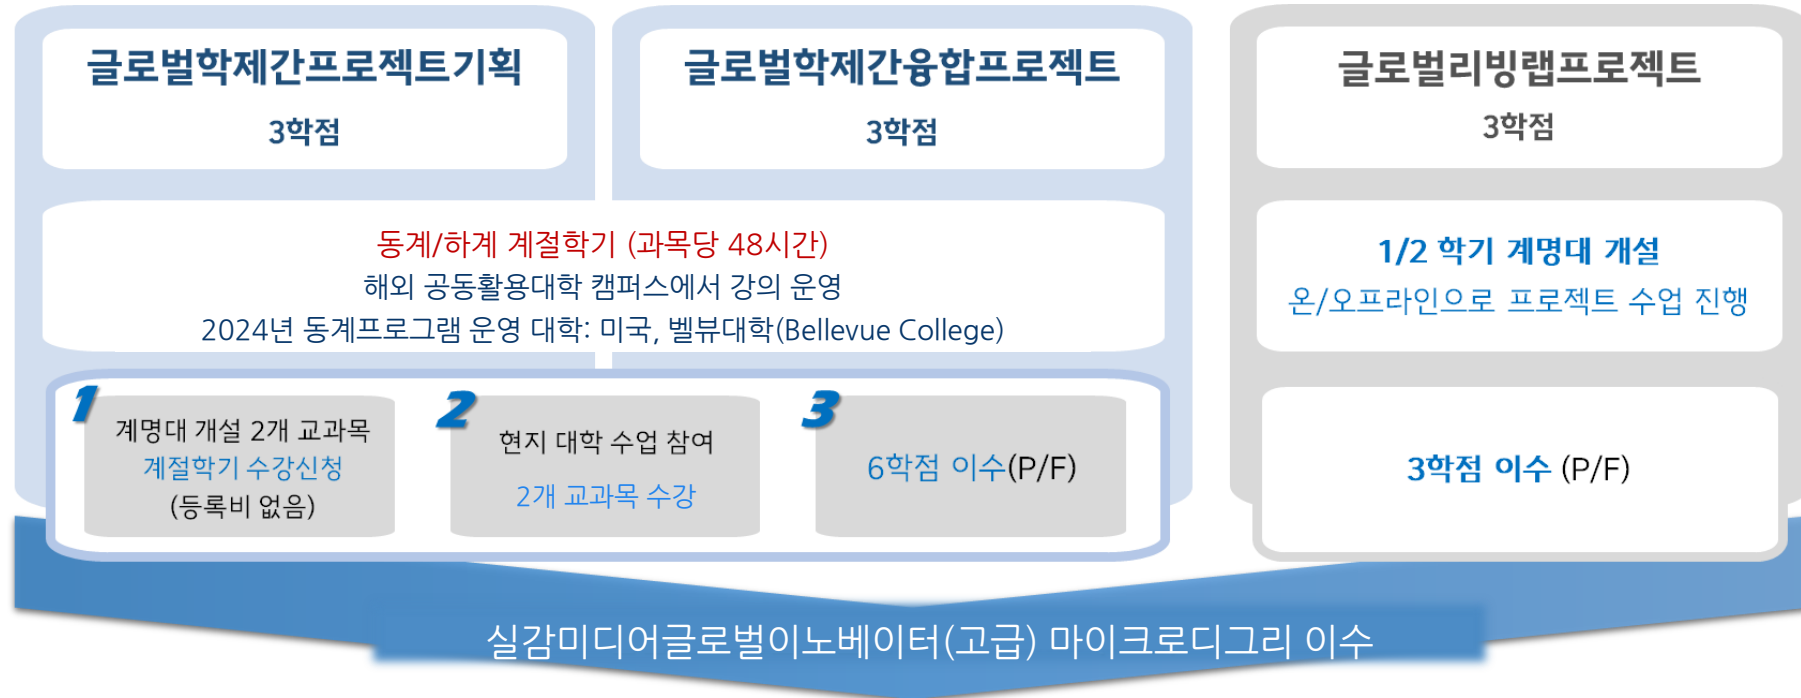 글로벌학제간프로젝트기획
3학점
글로벌학제간융합프로젝트
3학점
글로벌리빙랩프로젝트
3학점
동계/하계 계절학기 (과목당 48시간)
해외 공동활용대학 캠퍼스에서 강의 운영
2024년 동계프로그램 운영 대학: 미국, 벨뷰대학(Bellevue College)
1/2 학기 계명대 개설
온/오프라인으로 프로젝트 수업 진행
1
계명대 개설 2개 교과목
계절학기 수강신청
(등록비 없음)
2
현지 대학 수업 참여
2개 교과목 수강
3
6학점 이수(P/F)
3학점 이수 (P/F)
실감미디어글로벌이노베이터(고급) 마이크로디그리 이수